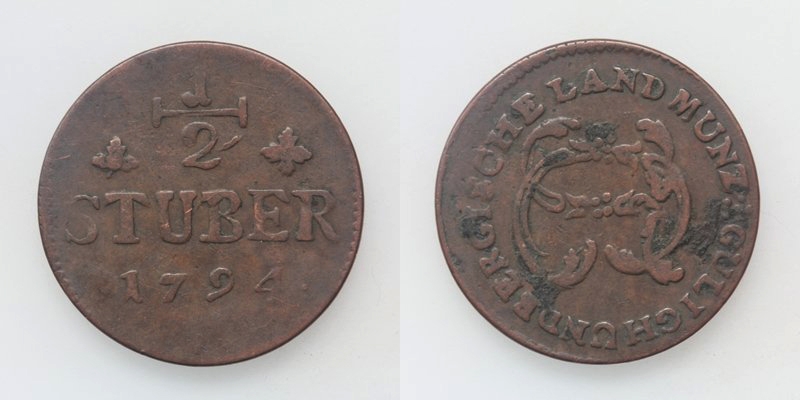 1
2
STUBER
1794
GULICH UND BERGISCHE LAND MUNZ